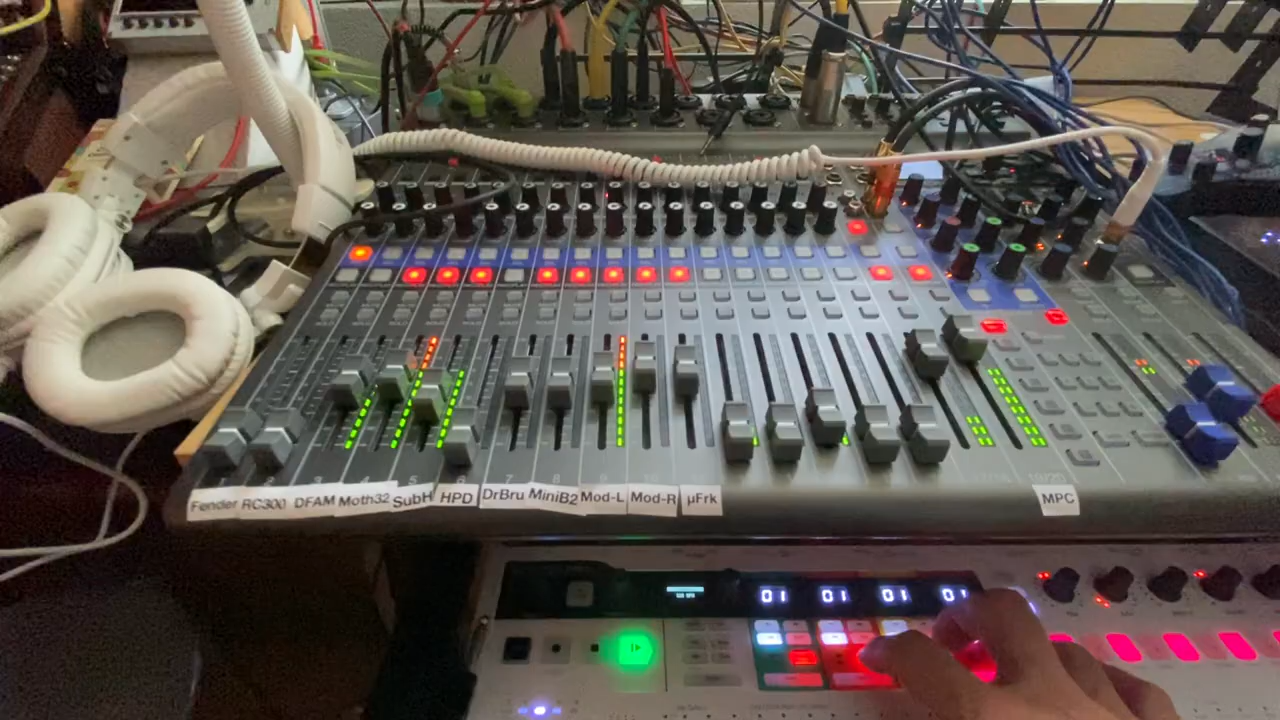 Fender RC300 DFAM Moth32 SubH HPD DrBru MiniB2 Mod-L Mod-R µFrk MPC
01 01 01 01